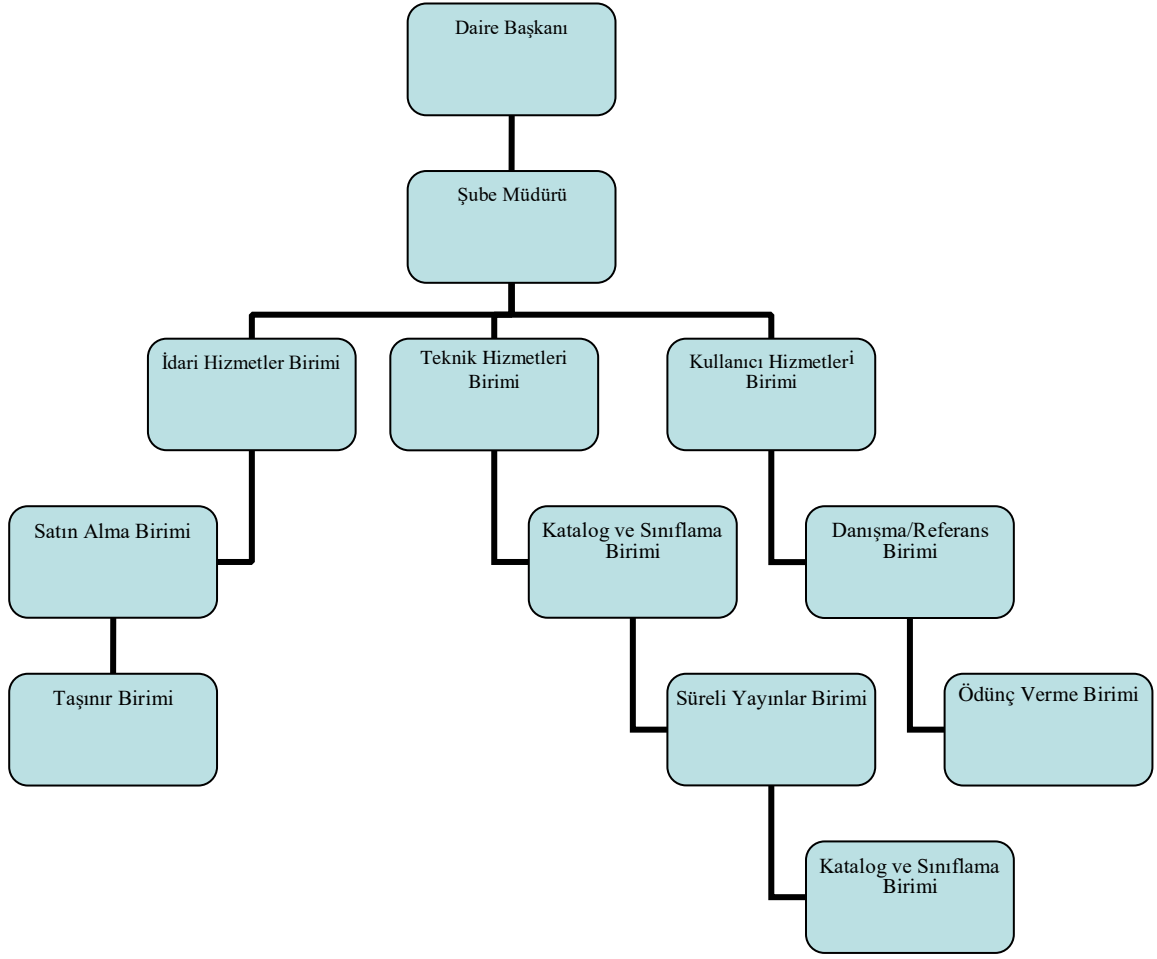 Daire Başkanı
Şube Müdürü
İdari Hizmetler Birimi
Teknik Hizmetleri
Birimi
Kullanıcı Hizmetleri
Birimi
Satın Alma Birimi
Katalog ve Sınıflama
Birimi
Danışma/Referans
Birimi
Taşınır Birimi
Süreli Yayınlar Birimi
Ödünç Verme Birimi
Katalog ve Sınıflama
Birimi